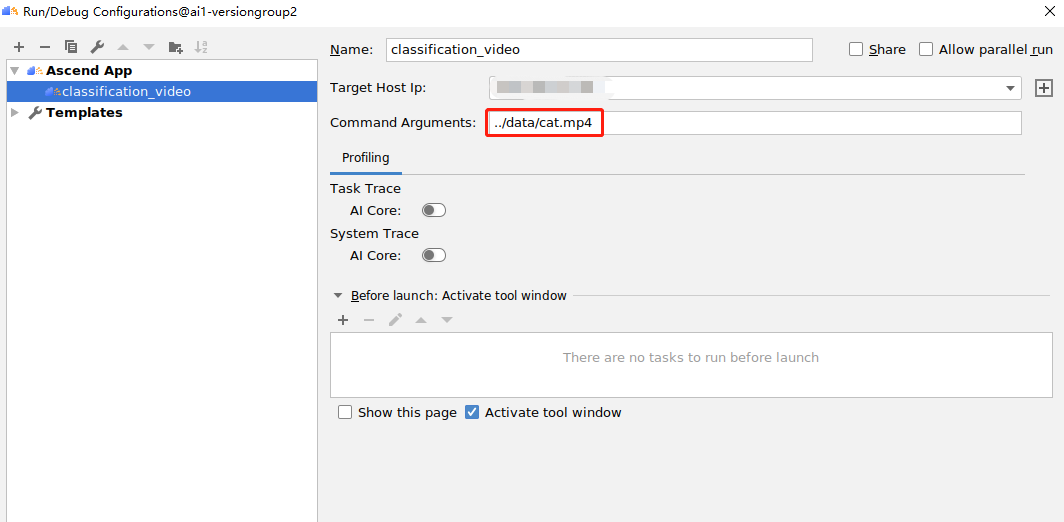 Run/Debug Configurations@ai1-versiongroup2
Name: classification_video Share Allow parallel run
Ascend App
classification_video
Templates
Target Host Ip:
Command Arguments: ../data/cat.mp4
Profiling
Task Trace
AI Core:
System Trace
AI Core:
Before launch: Activate tool window
There are no tasks to run before launch
Show this page Activate tool window